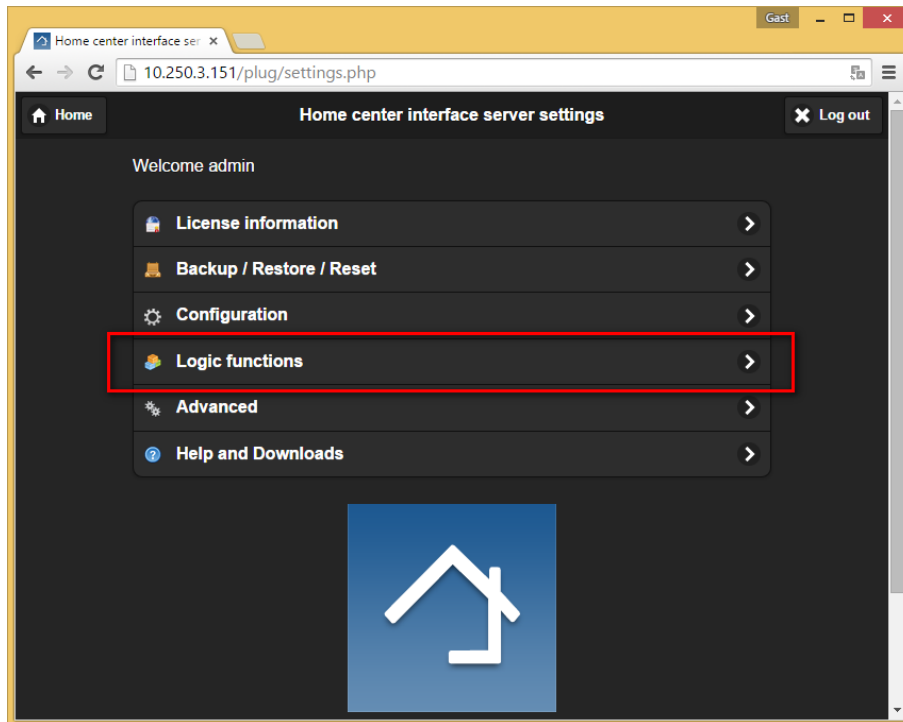 Gast
Home center interface ser
10.250.3.151/plug/settings.php
Home
Home center interface server settings
Log out
Welcome admin
License information
Backup / Restore / Reset
Configuration
Logic functions
Advanced
Help and Downloads